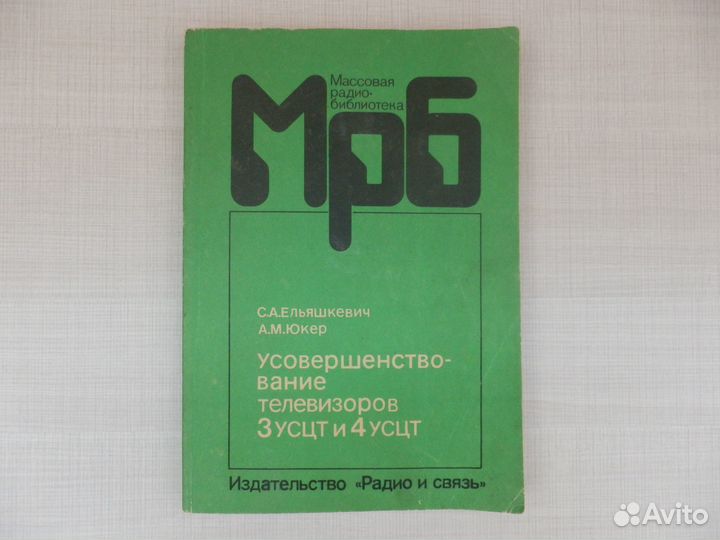 Массовая
радио-
библиотека
Мрб
С.А.Ельяшкевич
А.М.Юкер
Усовершенство-
вание
телевизоров
3УСЦТ и 4УСЦТ
Издательство «Радио и связь»
Avito